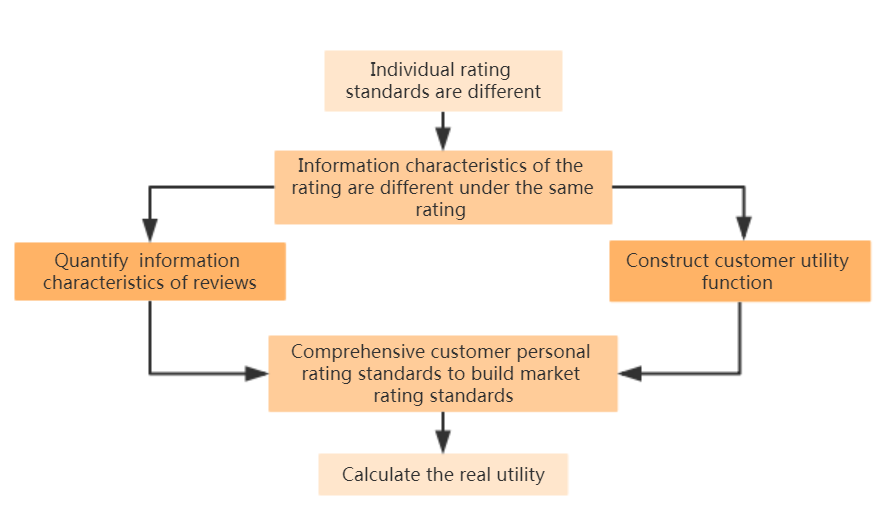 Individual rating
standards are different
Information characteristics of the
rating are different under the same
rating
Quantify  information
characteristics of reviews
Construct customer utility
function
Comprehensive customer personal
rating standards to build market
rating standards
Calculate the real utility